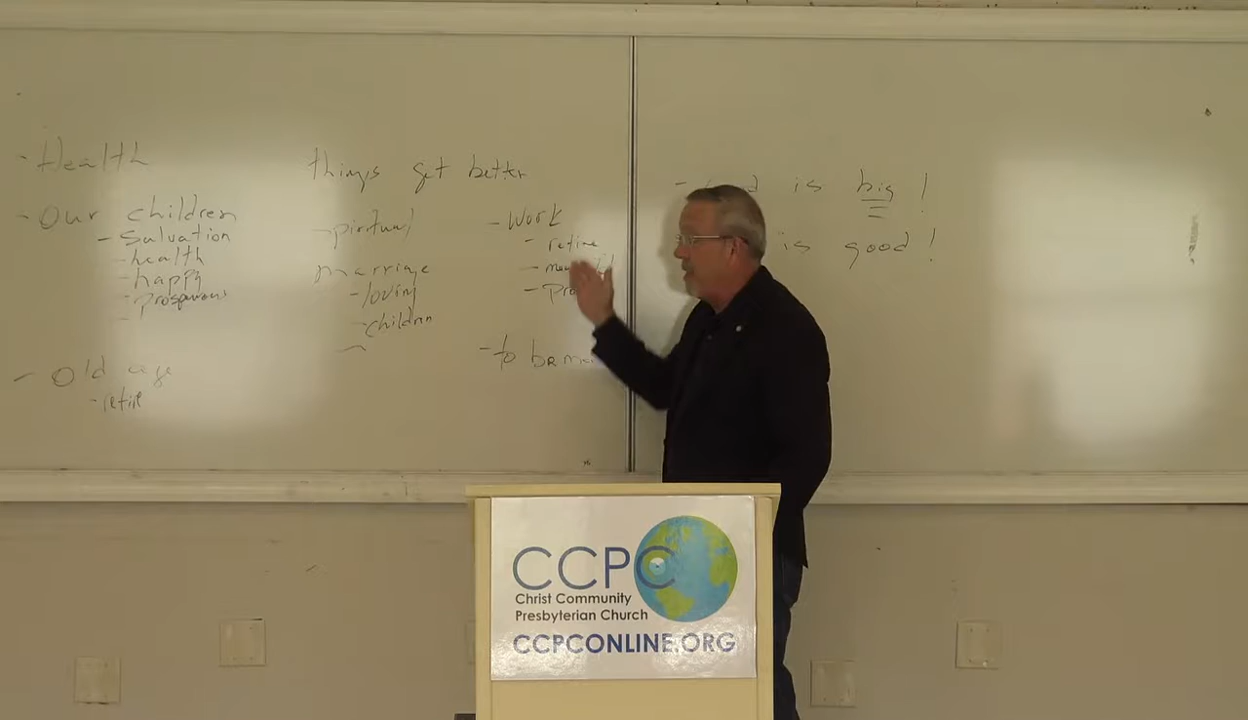 - Health
- Our children
- Salvation
- health
- happy
- prosperous
- Old age
- retire
things get better
marriage
- loving
- children
- Work
- retire
- to be
is big!
is good!
CCPC
Christ Community
Presbyterian Church
CCPCONLINE.ORG